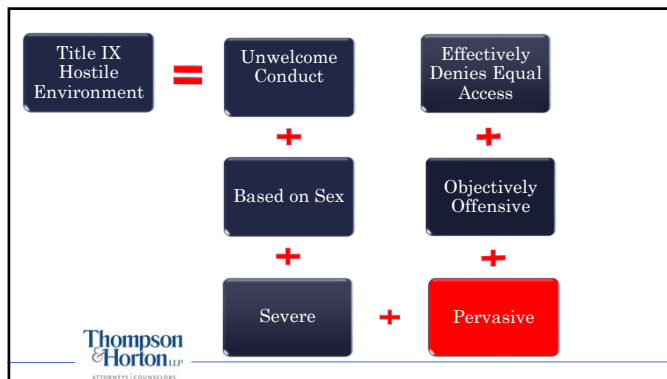 Title IX
Hostile
Environment
=
Unwelcome
Conduct
+
Based on Sex
+
Severe
+
Pervasive
+
Objectively
Offensive
+
Effectively
Denies Equal
Access
Thompson
& Horton LLP
ATTORNEYS | COUNSELORS